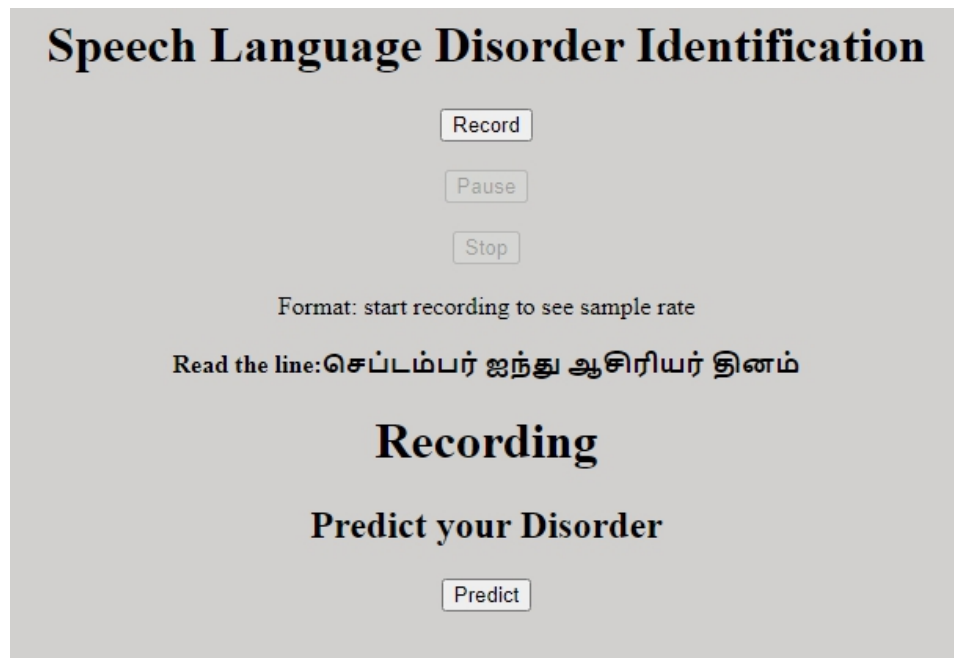 Speech Language Disorder Identification
Record
Pause
Stop
Format: start recording to see sample rate
Read the line:செப்டம்பர் ஐந்து ஆசிரியர் தினம்
Recording
Predict your Disorder
Predict